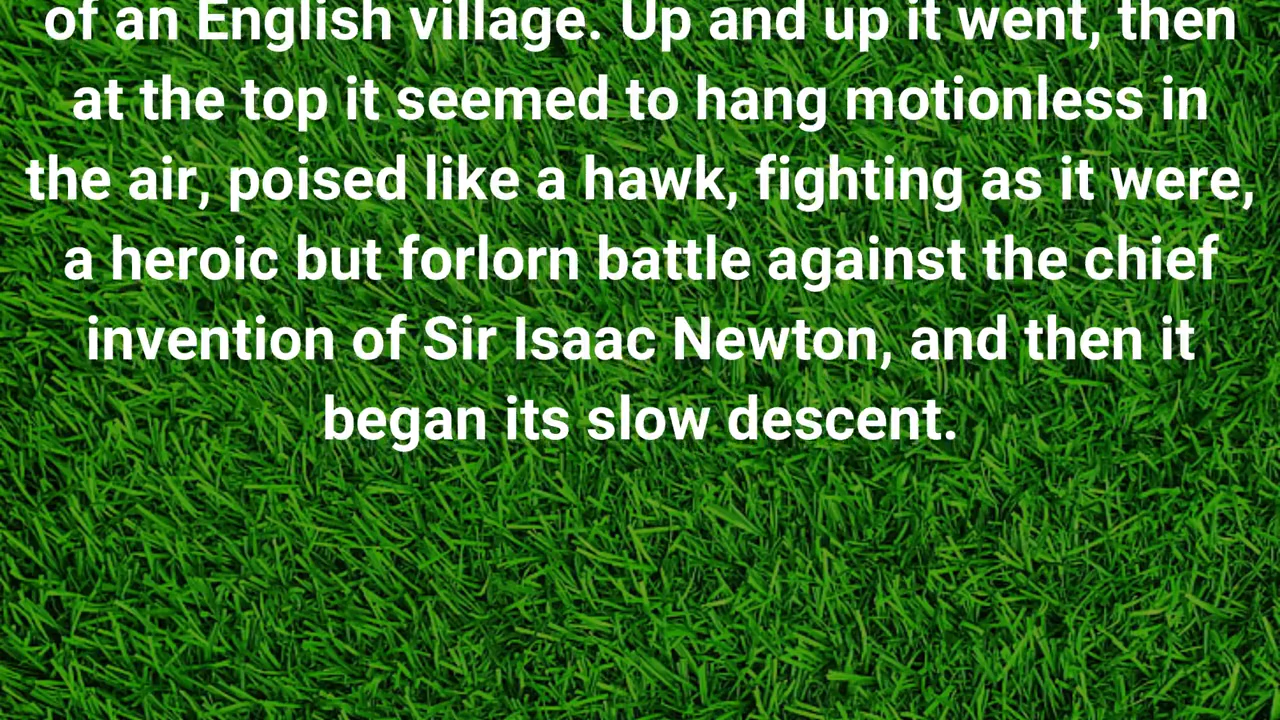 of an English village. Up and up it went, then
at the top it seemed to hang motionless in
the air, poised like a hawk, fighting as it were,
a heroic but forlorn battle against the chief
invention of Sir Isaac Newton, and then it
began its slow descent.